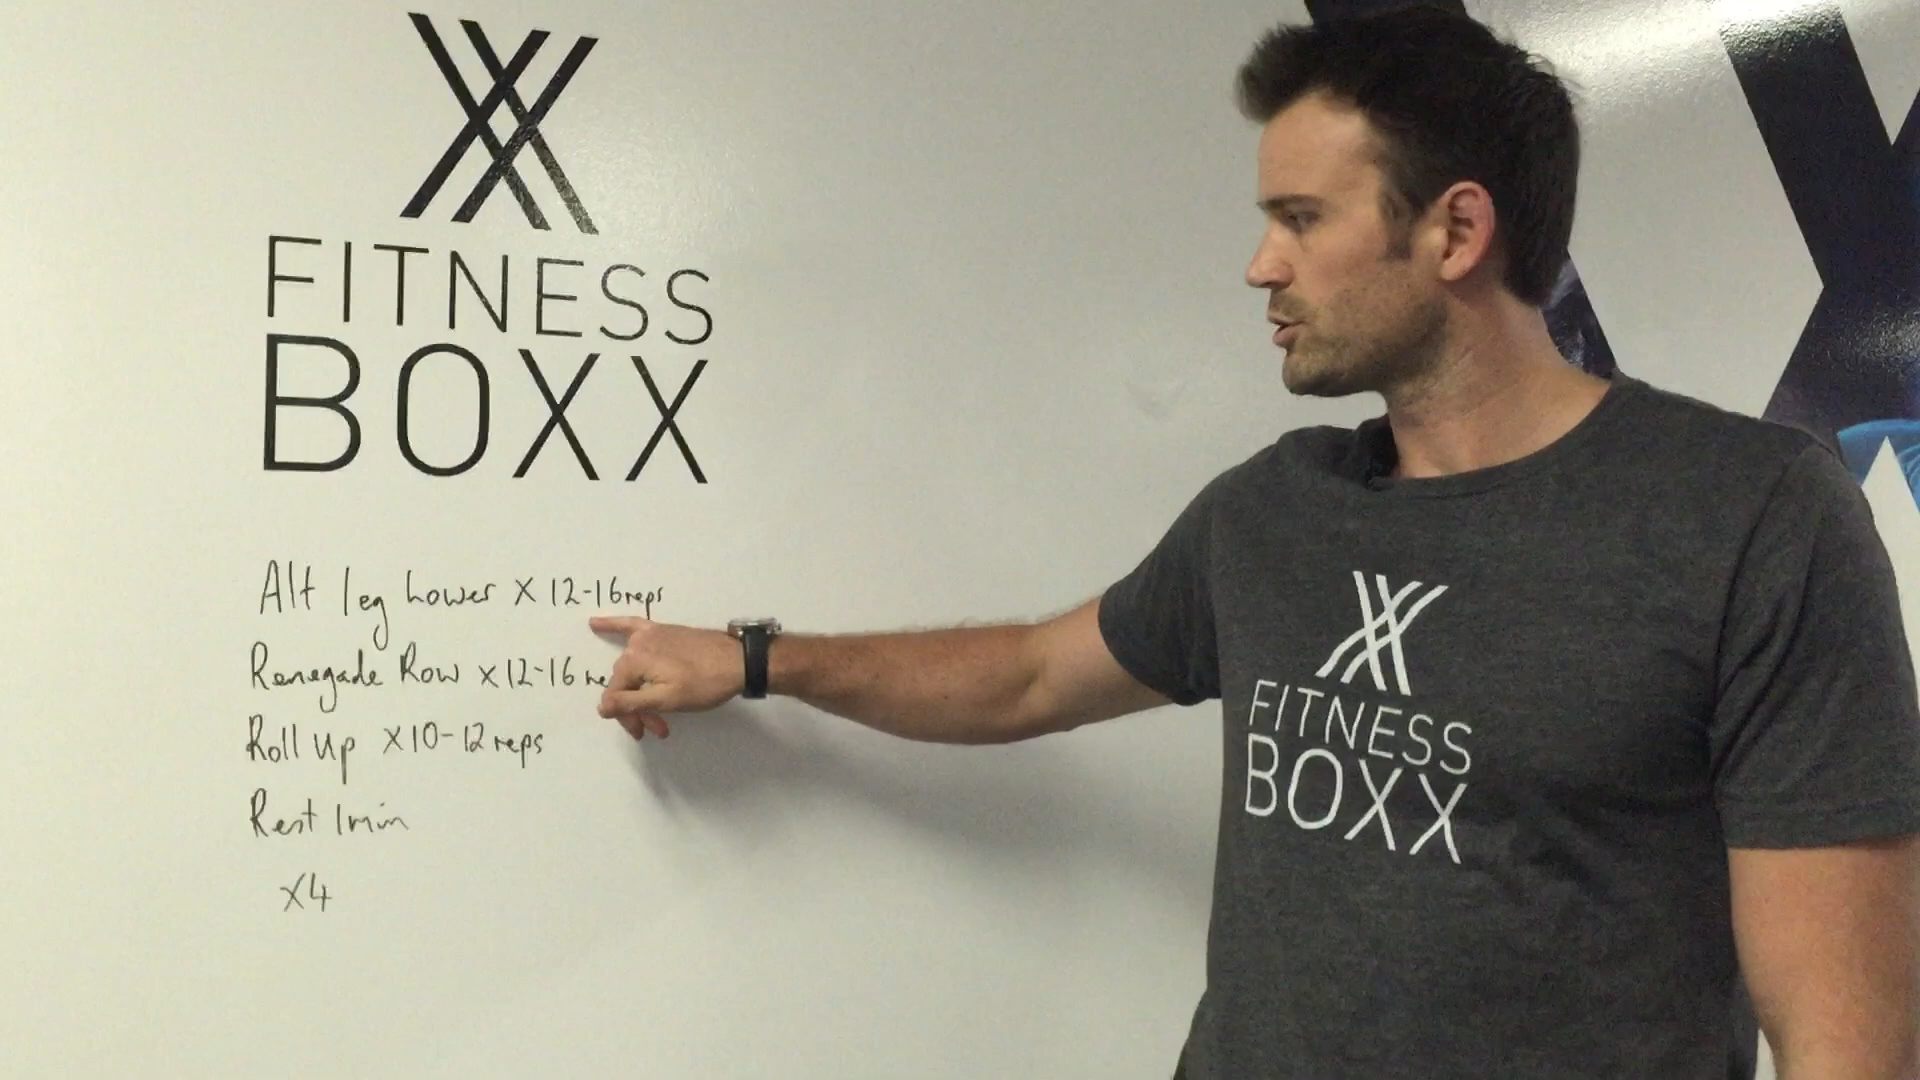 FITNESS
BOXX
Alt leg Lower x 12-16 reps
Renegade Row x 12-16 re
Roll Up x 10-12 reps
Rest 1min
x4
FITNESS
BOXX